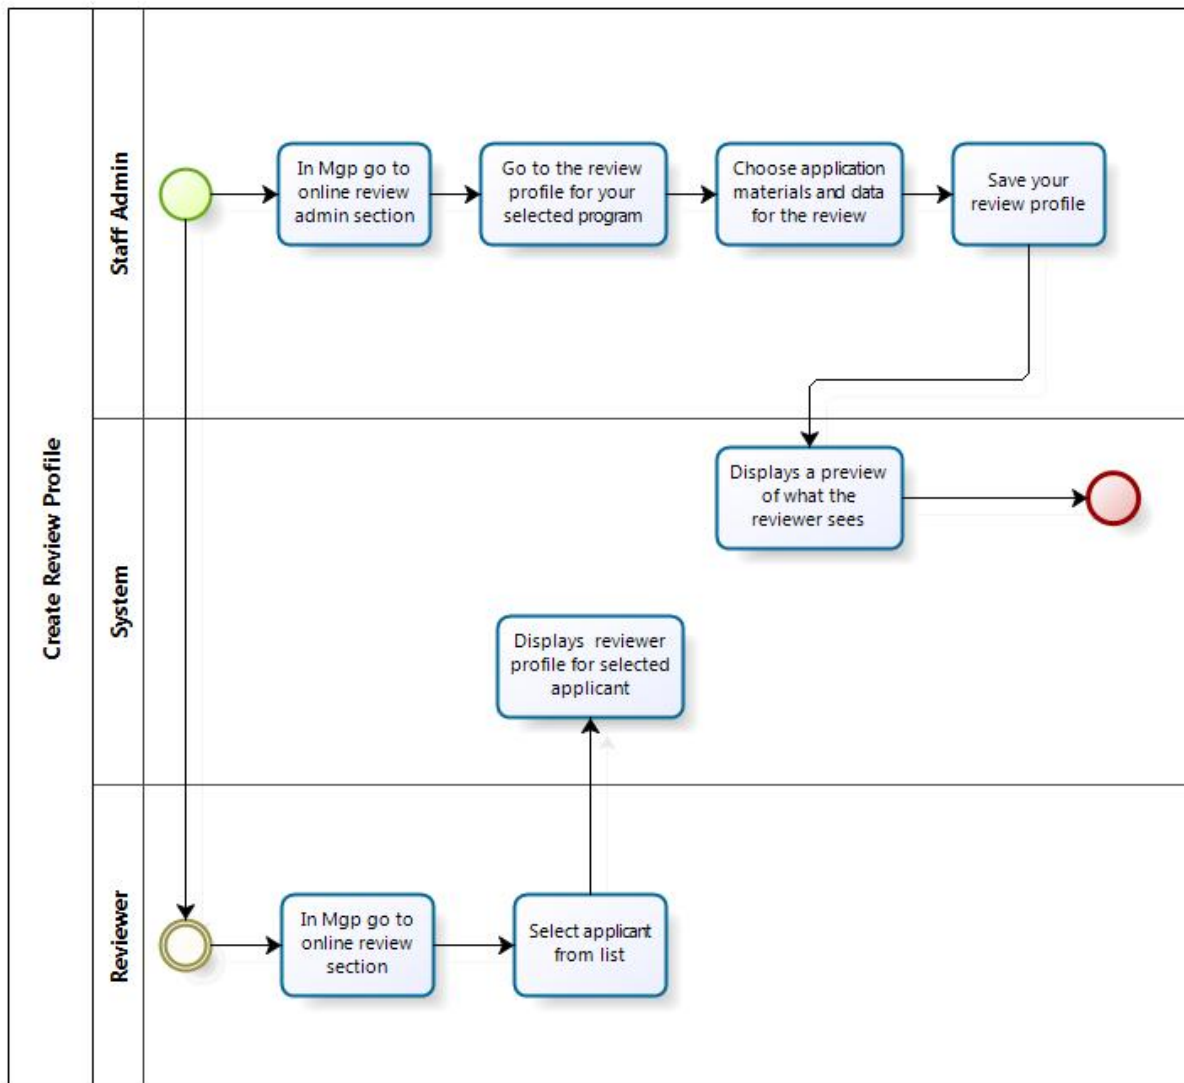 Create Review Profile
Staff Admin
In Mgp go to
online review
admin section
Go to the review
profile for your
selected program
Choose application
materials and data
for the review
Save your
review profile
System
Displays a preview
of what the
reviewer sees
Displays reviewer
profile for selected
applicant
Reviewer
In Mgp go to
online review
section
Select applicant
from list